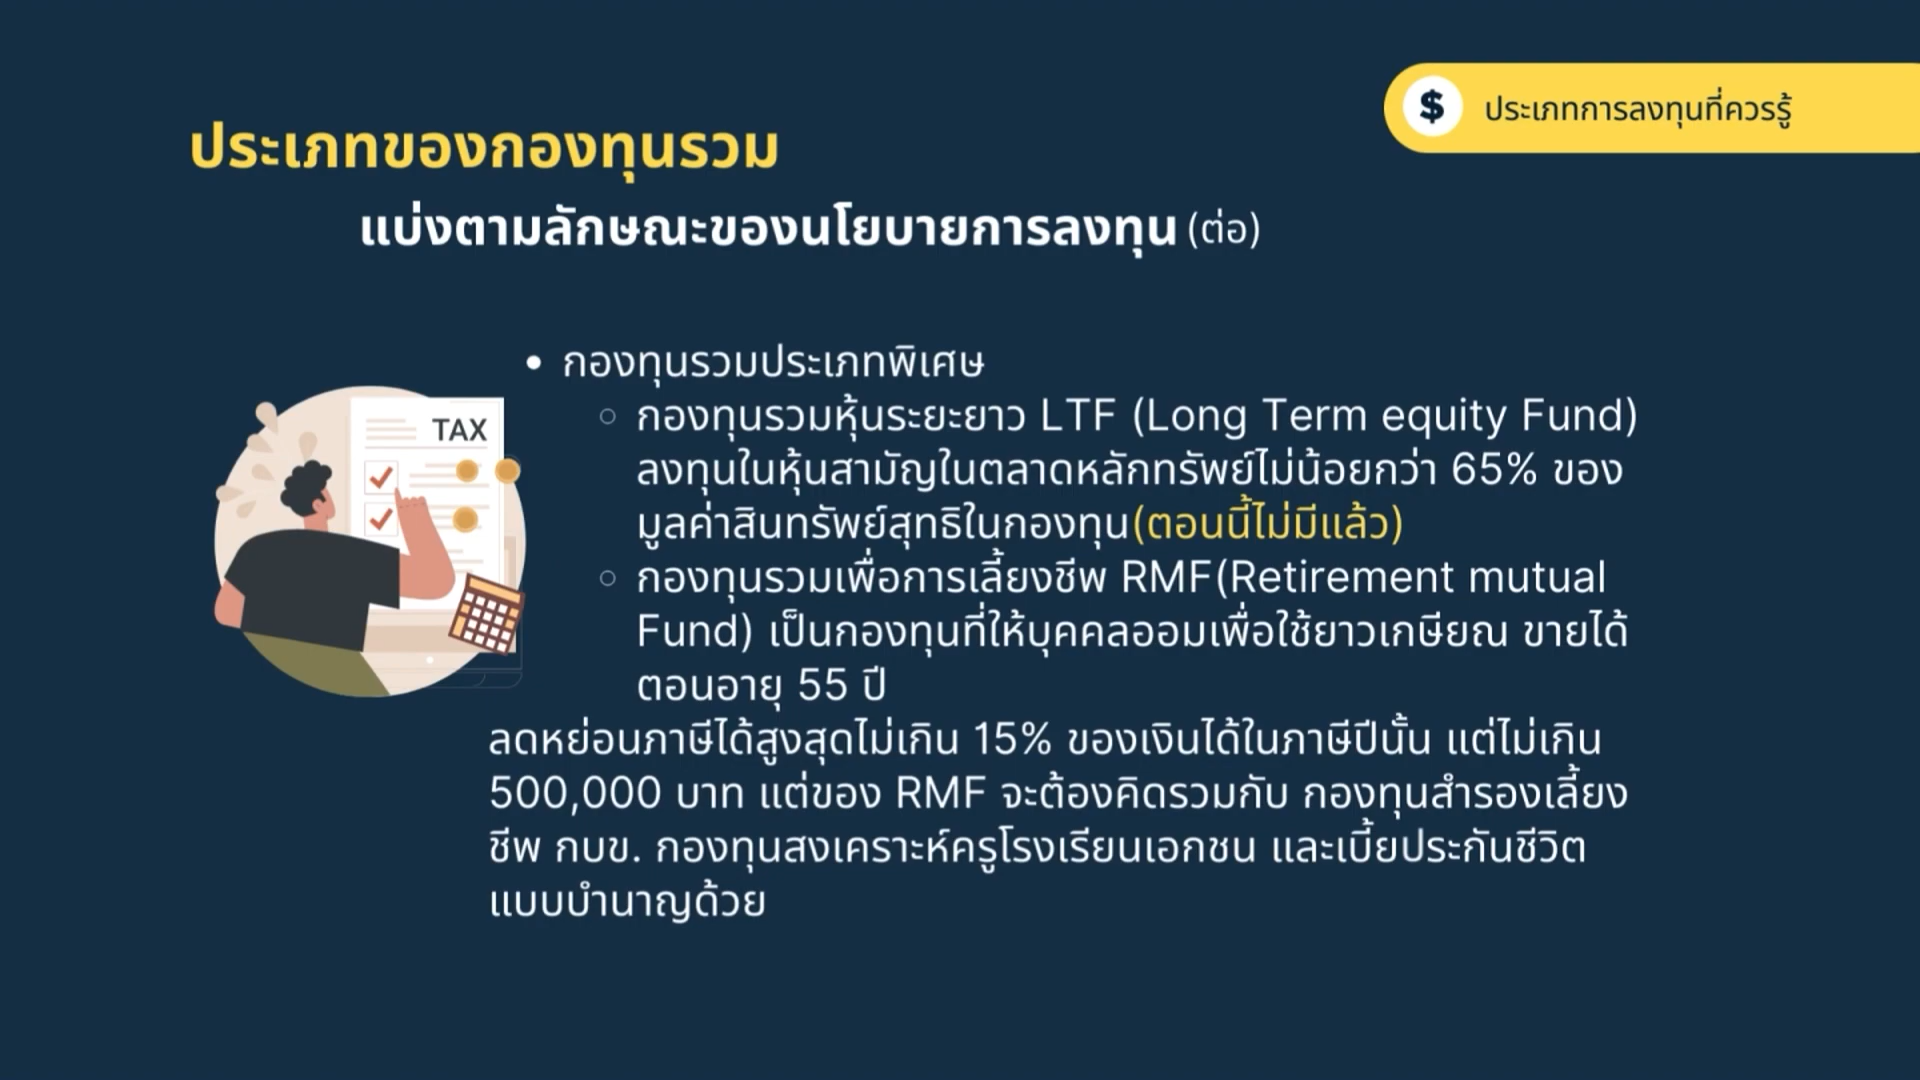 $ ประเภทการลงทุนที่ควรรู้
ประเภทของกองทุนรวม
แบ่งตามลักษณะของนโยบายการลงทุน (ต่อ)
TAX
• กองทุนรวมประเภทพิเศษ
○ กองทุนรวมหุ้นระยะยาว LTF (Long Term equity Fund)
ลงทุนในหุ้นสามัญในตลาดหลักทรัพย์ไม่น้อยกว่า 65% ของ
มูลค่าสินทรัพย์สุทธิในกองทุน(ตอนนี้ไม่มีแล้ว)
○ กองทุนรวมเพื่อการเลี้ยงชีพ RMF(Retirement mutual
Fund) เป็นกองทุนที่ให้บุคคลออมเพื่อใช้ยาวเกษียณ ขายได้
ตอนอายุ 55 ปี
ลดหย่อนภาษีได้สูงสุดไม่เกิน 15% ของเงินได้ในภาษีปีนั้น แต่ไม่เกิน
500,000 บาท แต่ของ RMF จะต้องคิดรวมกับ กองทุนสำรองเลี้ยง
ชีพ กบข. กองทุนสงเคราะห์ครูโรงเรียนเอกชน และเบี้ยประกันชีวิต
แบบบำนาญด้วย